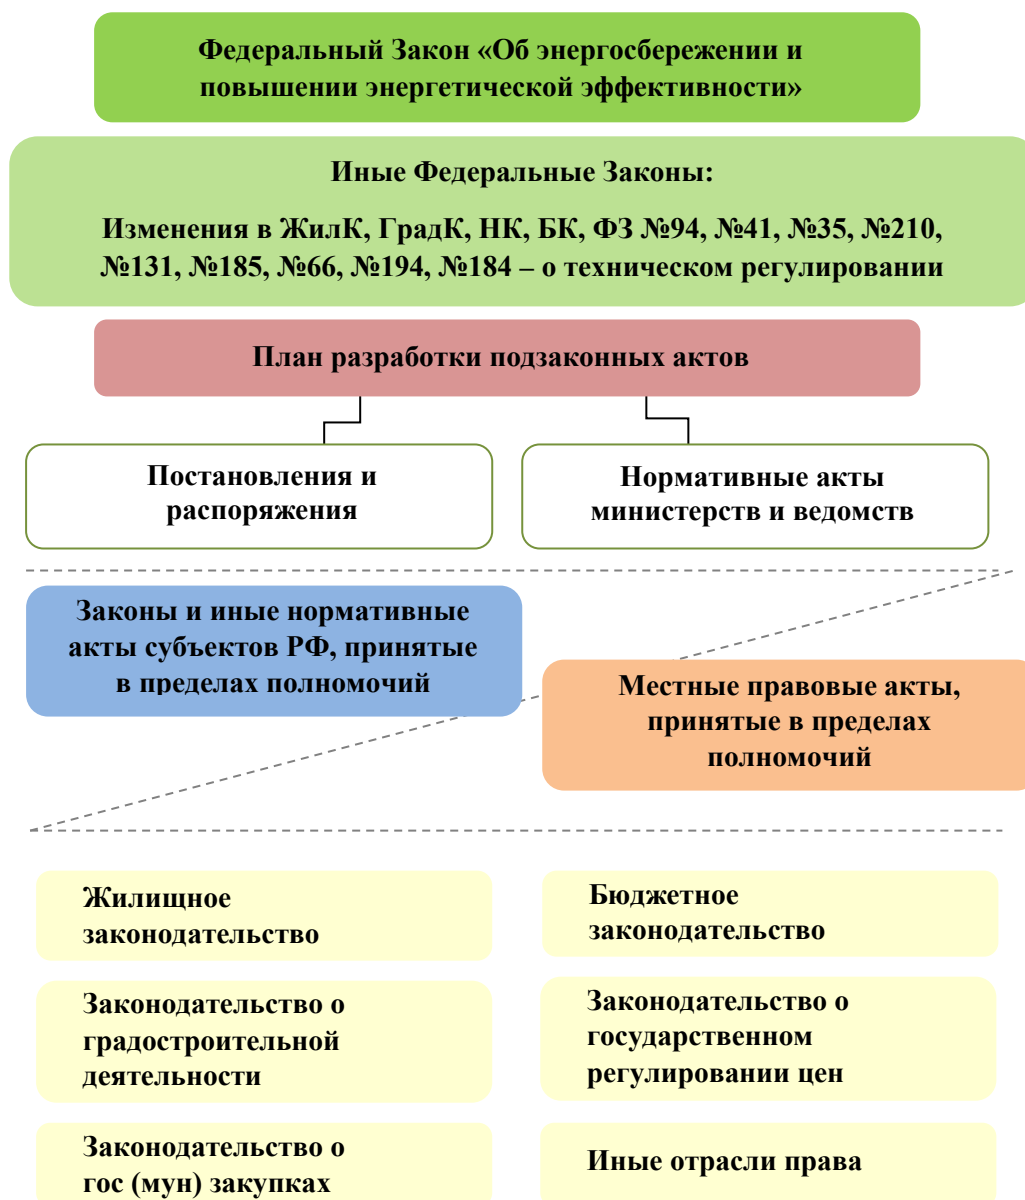 Федеральный Закон «Об энергосбережении и
повышении энергетической эффективности»
Иные Федеральные Законы:
Изменения в ЖилК, ГрадК, НК, БК, ФЗ №94, №41, №35, №210,
№131, №185, №66, №194, №184 – о техническом регулировании
План разработки подзаконных актов
Постановления и
распоряжения
Нормативные акты
министерств и ведомств
Законы и иные нормативные
акты субъектов РФ, принятые
в пределах полномочий
Местные правовые акты,
принятые в пределах
полномочий
Жилищное
законодательство
Бюджетное
законодательство
Законодательство о
градостроительной
деятельности
Законодательство о
государственном
регулировании цен
Законодательство о
гос (мун) закупках
Иные отрасли права